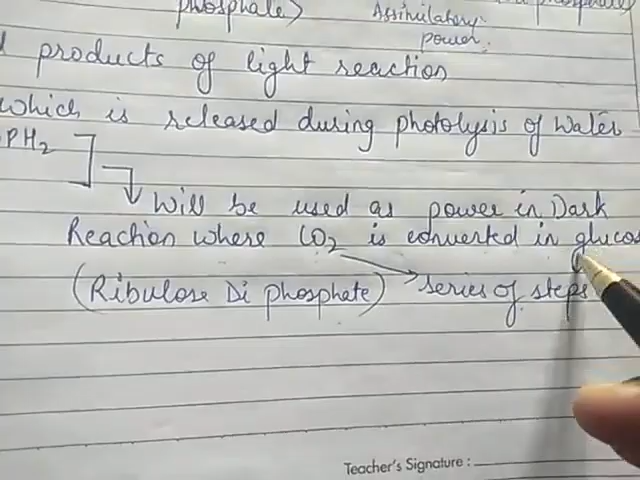 phosphate) Assimilatory phosphate)
power.
products of light reaction
which is released during photolysis of water
PH2
Will be used as power in Dark
Reaction where CO2 is converted in glucos
(Ribulose Di phosphate) series of steps
Teacher's Signature :